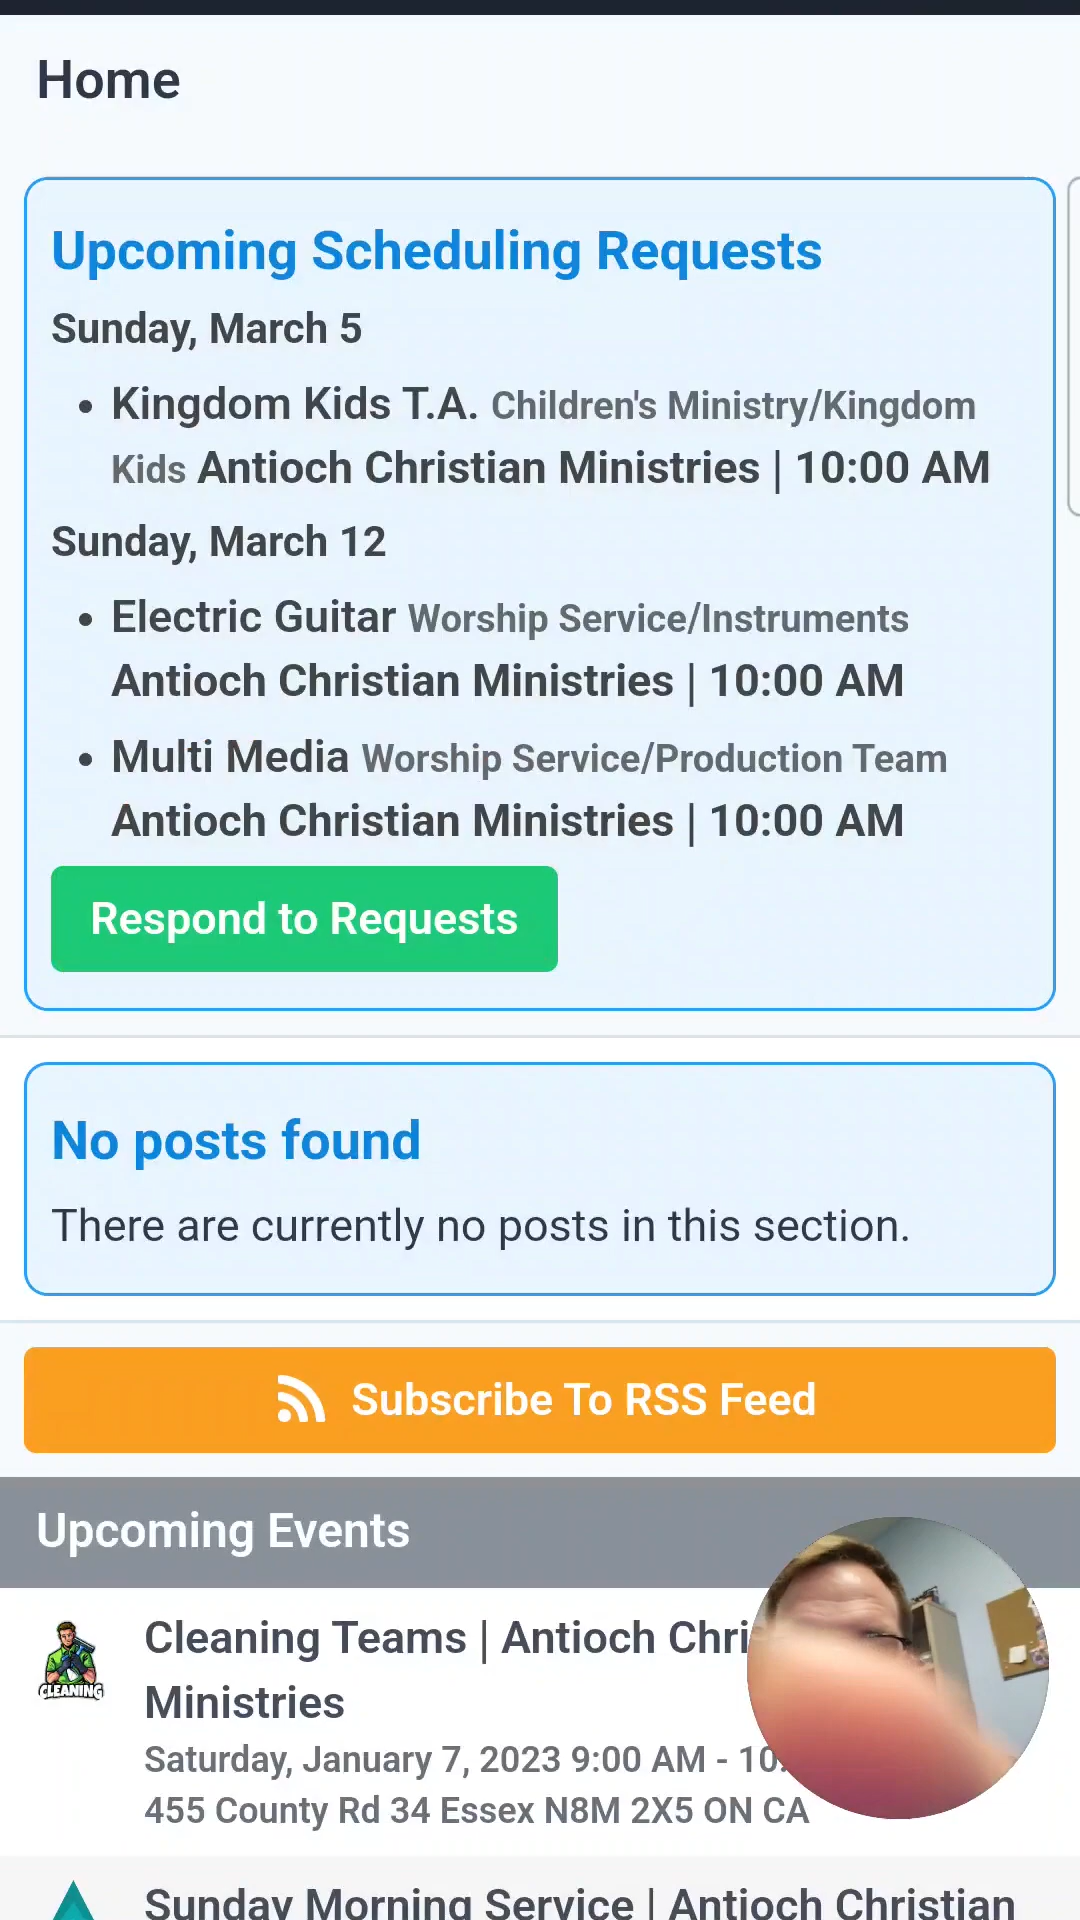 Home
Upcoming Scheduling Requests
Sunday, March 5
• Kingdom Kids T.A. Children's Ministry/Kingdom
Kids Antioch Christian Ministries | 10:00 AM
Sunday, March 12
• Electric Guitar Worship Service/Instruments
Antioch Christian Ministries | 10:00 AM
• Multi Media Worship Service/Production Team
Antioch Christian Ministries | 10:00 AM
Respond to Requests
No posts found
There are currently no posts in this section.
Subscribe To RSS Feed
Upcoming Events
CLEANING
Cleaning Teams | Antioch Chri
Ministries
Saturday, January 7, 2023 9:00 AM - 10:
455 County Rd 34 Essex N8M 2X5 ON CA
Sunday Morning Service | Antioch Christian